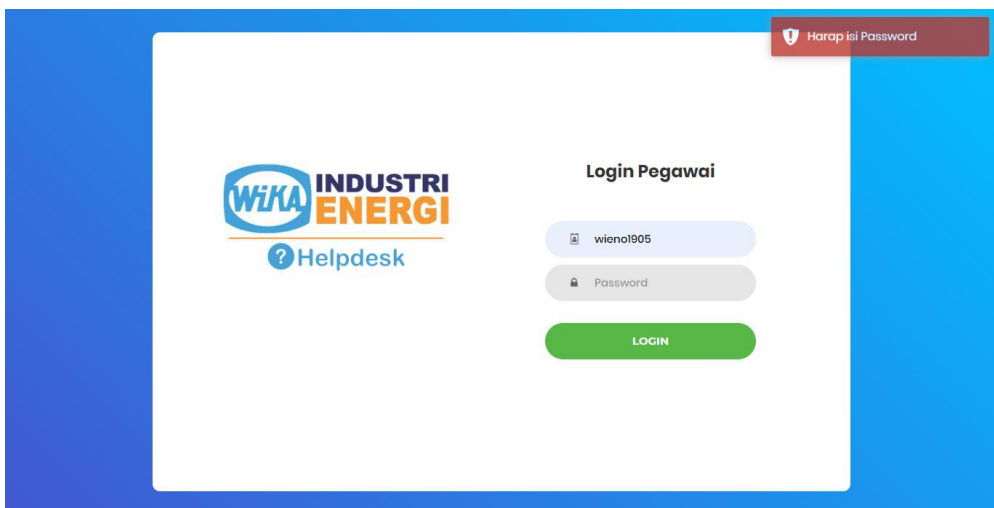 Harap isi Password
WiKA INDUSTRI
ENERGI
? Helpdesk
Login Pegawai
wieno1905
Password
LOGIN